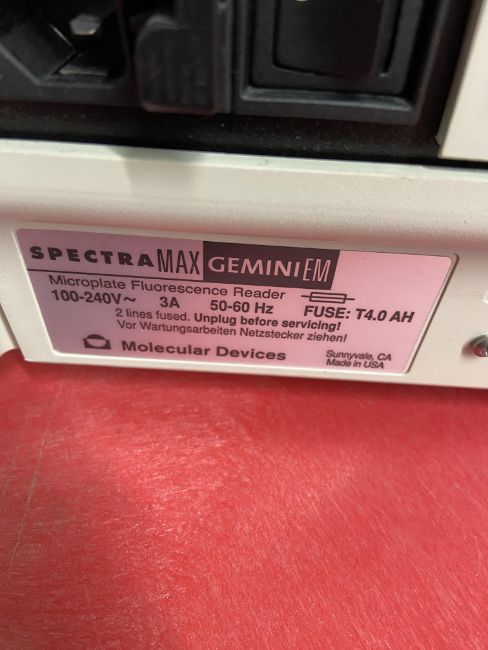 SPECTRAMAX GEMINIEM
Microplate Fluorescence Reader
100-240V~ 3A 50-60 Hz FUSE: T4.0 AH
2 lines fused. Unplug before servicing!
Vor Wartungsarbeiten Netzstecker ziehen!
Molecular Devices
Sunnyvale, CA
Made in USA